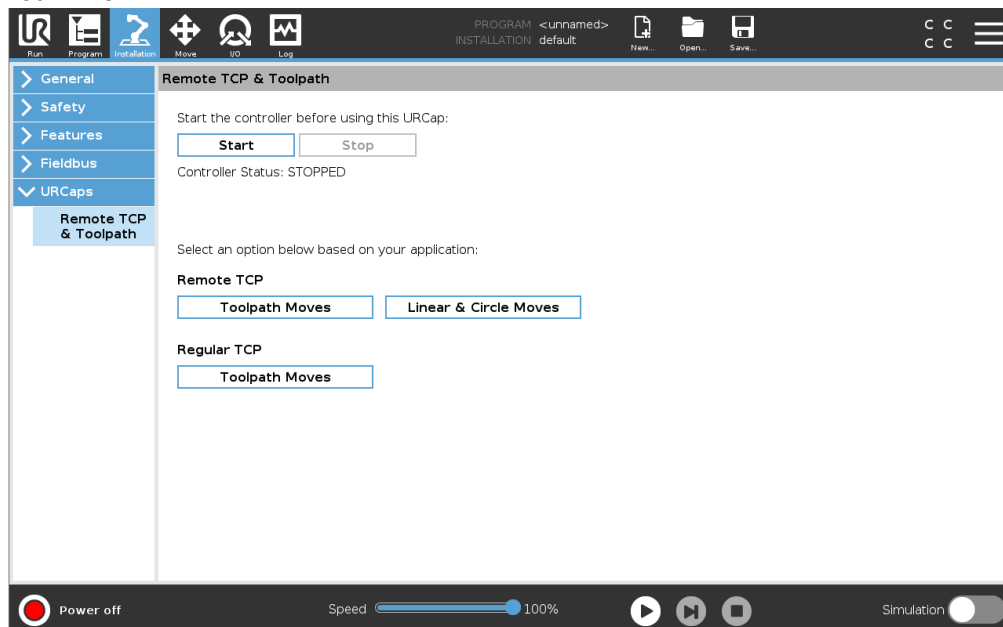 UR
Run
Program
Installation
Move
I/O
Log
PROGRAM <unnamed>
INSTALLATION default
New...
Open...
Save...
C C
C C
General
Safety
Features
Fieldbus
URCaps
Remote TCP
& Toolpath
Remote TCP & Toolpath
Start the controller before using this URCap:
Start Stop
Controller Status: STOPPED
Select an option below based on your application:
Remote TCP
Toolpath Moves Linear & Circle Moves
Regular TCP
Toolpath Moves
Power off
Speed 100%
Simulation